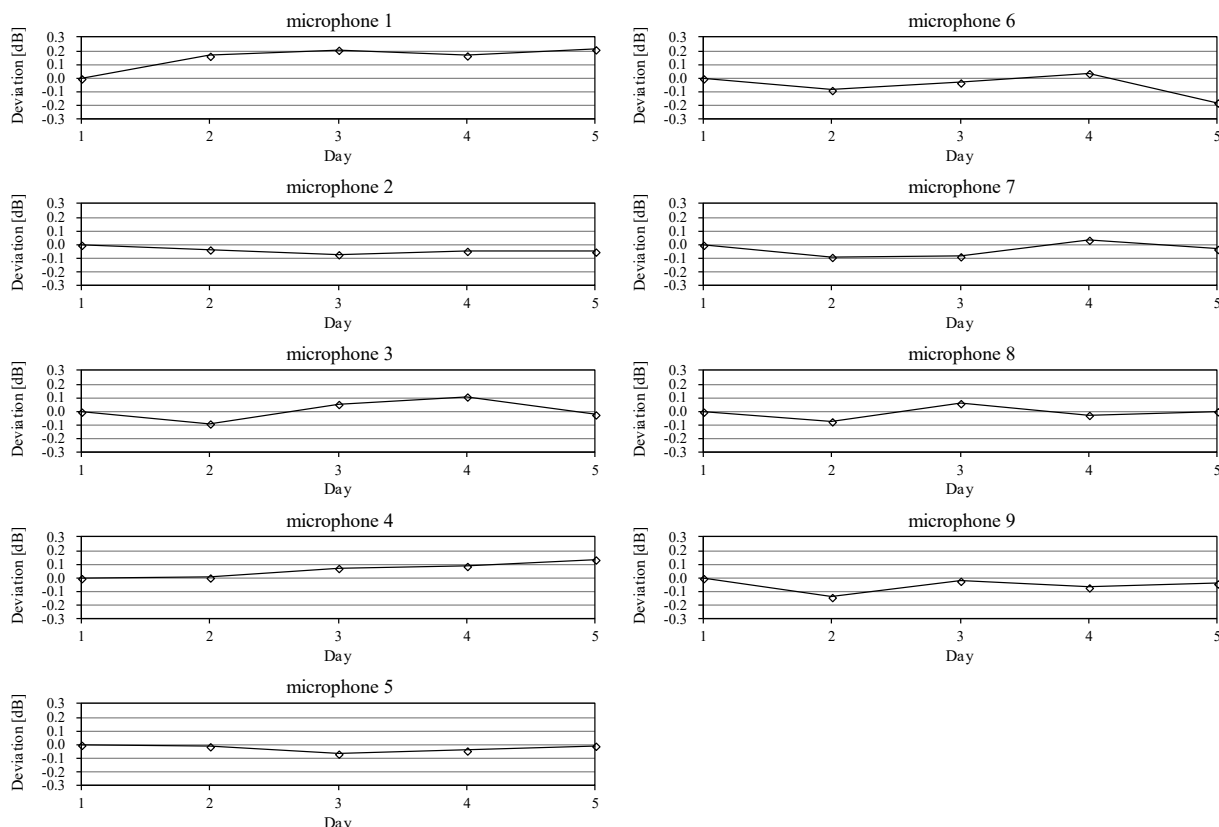 microphone 1
Deviation [dB]
0.3
0.2
0.1
0.0
-0.1
-0.2
-0.3
1 2 3 4 5
Day
microphone 2
Deviation [dB]
0.3
0.2
0.1
0.0
-0.1
-0.2
-0.3
1 2 3 4 5
Day
microphone 3
Deviation [dB]
0.3
0.2
0.1
0.0
-0.1
-0.2
-0.3
1 2 3 4 5
Day
microphone 4
Deviation [dB]
0.3
0.2
0.1
0.0
-0.1
-0.2
-0.3
1 2 3 4 5
Day
microphone 5
Deviation [dB]
0.3
0.2
0.1
0.0
-0.1
-0.2
-0.3
1 2 3 4 5
Day
microphone 6
Deviation [dB]
0.3
0.2
0.1
0.0
-0.1
-0.2
-0.3
1 2 3 4 5
Day
microphone 7
Deviation [dB]
0.3
0.2
0.1
0.0
-0.1
-0.2
-0.3
1 2 3 4 5
Day
microphone 8
Deviation [dB]
0.3
0.2
0.1
0.0
-0.1
-0.2
-0.3
1 2 3 4 5
Day
microphone 9
Deviation [dB]
0.3
0.2
0.1
0.0
-0.1
-0.2
-0.3
1 2 3 4 5
Day